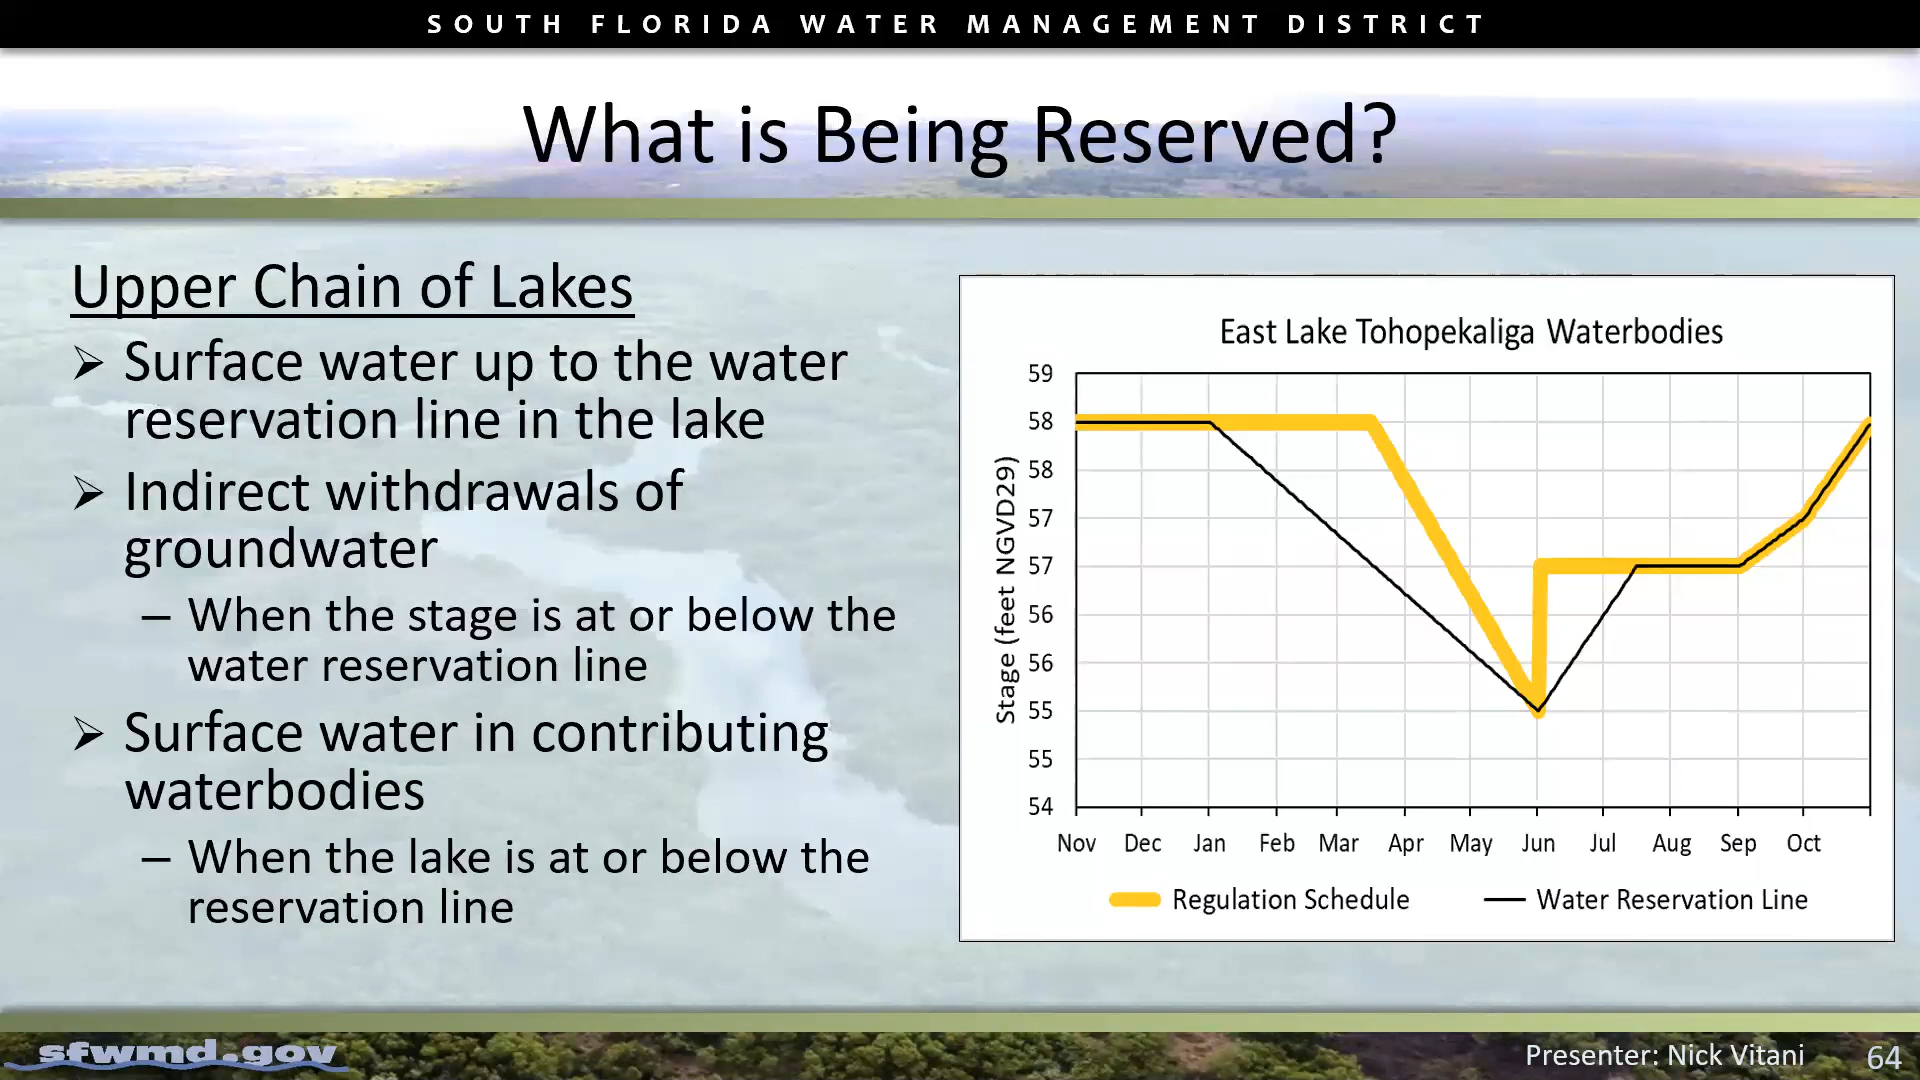 SOUTH FLORIDA WATER MANAGEMENT DISTRICT
What is Being Reserved?
Upper Chain of Lakes
➢ Surface water up to the water
reservation line in the lake
➢ Indirect withdrawals of
groundwater
– When the stage is at or below the
water reservation line
➢ Surface water in contributing
waterbodies
– When the lake is at or below the
reservation line
East Lake Tohopekaliga Waterbodies
Stage (feet NGVD29)
59
58
58
57
57
56
56
55
55
54
Nov Dec Jan Feb Mar Apr May Jun Jul Aug Sep Oct
Regulation Schedule Water Reservation Line
sfwmd.gov
Presenter: Nick Vitani 64